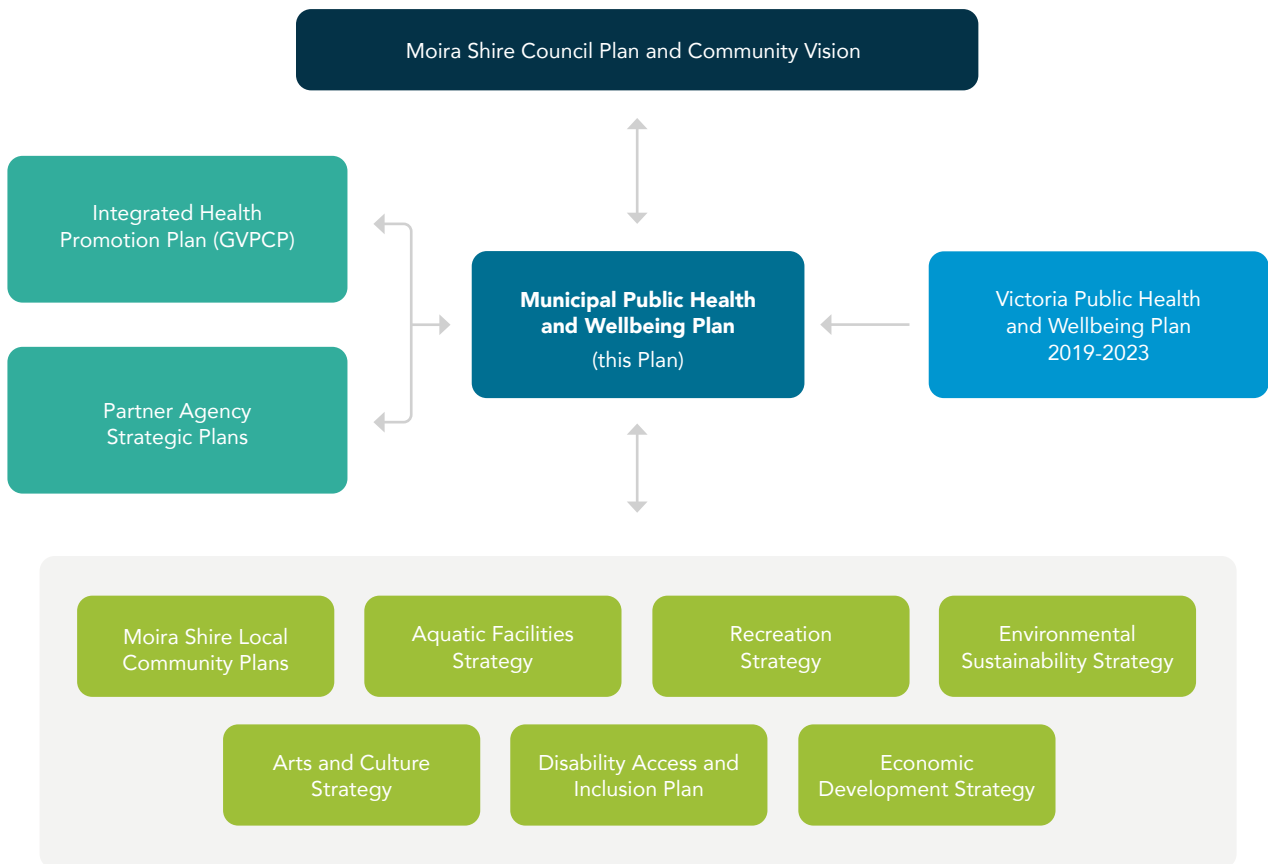 Moira Shire Council Plan and Community Vision
Integrated Health
Promotion Plan (GVPCP)
Partner Agency
Strategic Plans
Municipal Public Health
and Wellbeing Plan
(this Plan)
Victoria Public Health
and Wellbeing Plan
2019-2023
Moira Shire Local
Community Plans
Aquatic Facilities
Strategy
Recreation
Strategy
Environmental
Sustainability Strategy
Arts and Culture
Strategy
Disability Access and
Inclusion Plan
Economic
Development Strategy